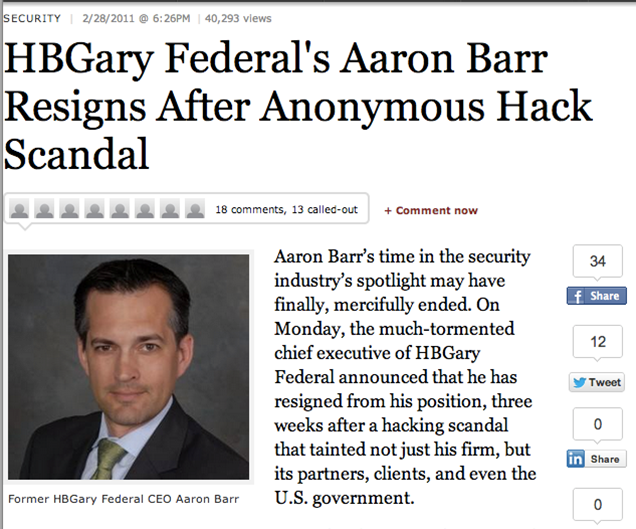 SECURITY | 2/28/2011 @ 6:26PM | 40,293 views
HBGary Federal's Aaron Barr
Resigns After Anonymous Hack
Scandal
18 comments, 13 called-out
+ Comment now
Aaron Barr's time in the security
industry's spotlight may have
finally, mercifully ended. On
Monday, the much-tormented
chief executive of HBGary
Federal announced that he has
resigned from his position, three
weeks after a hacking scandal
that tainted not just his firm, but
its partners, clients, and even the
U.S. government.
Former HBGary Federal CEO Aaron Barr
34
f Share
12
Tweet
0
in Share
0